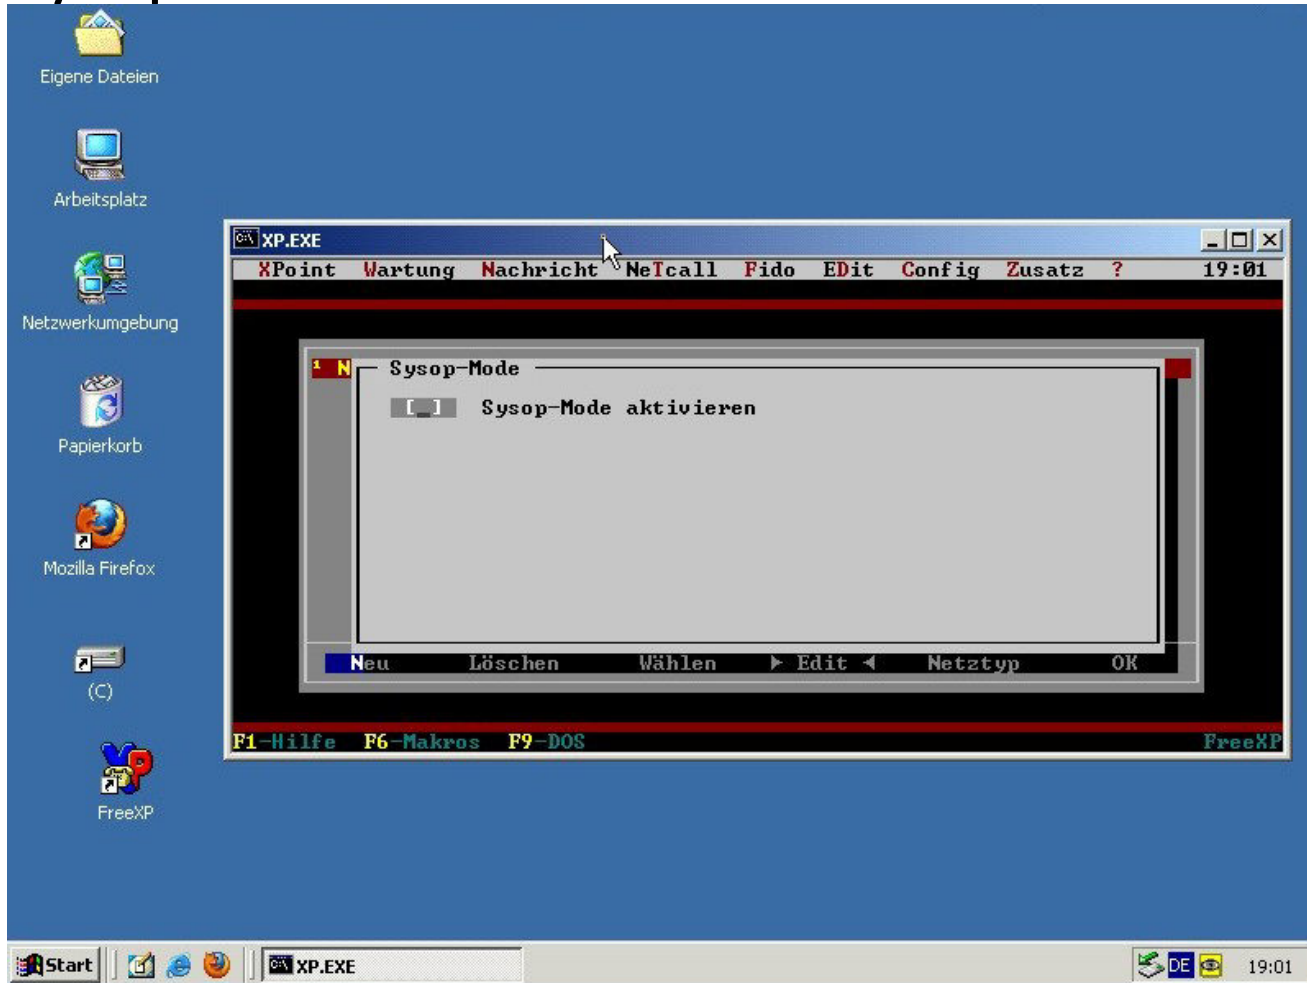 Eigene Dateien
Arbeitsplatz
Netzwerkumgebung
Papierkorb
Mozilla Firefox
(C)
FreeXP
XP.EXE
XPoint Wartung Nachricht NeTcall Fido EDit Config Zusatz ? 19:01
1 N
Sysop-Mode
[_] Sysop-Mode aktivieren
Neu Löschen Wählen ► Edit ◄ Netztyp OK
F1-Hilfe F6-Makros F9-DOS FreeXP
Start XP.EXE DE 19:01